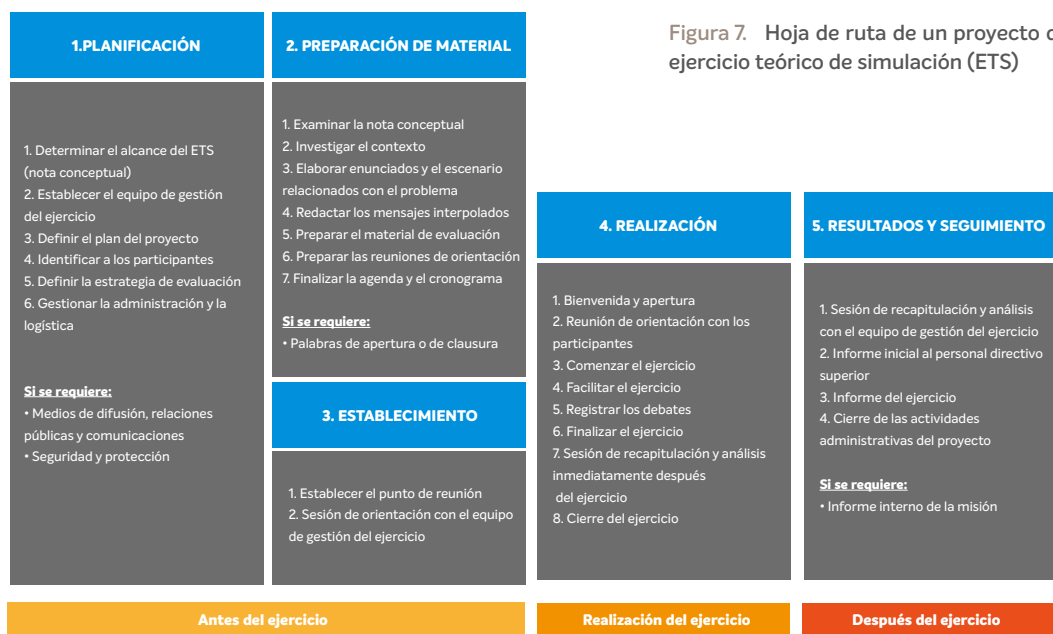 Figura 7. Hoja de ruta de un proyecto
ejercicio teórico de simulación (ETS)
1.PLANIFICACIÓN
1. Determinar el alcance del ETS
(nota conceptual)
2. Establecer el equipo de gestión
del ejercicio
3. Definir el plan del proyecto
4. Identificar a los participantes
5. Definir la estrategia de evaluación
6. Gestionar la administración y la
logística
Si se requiere:
• Medios de difusión, relaciones
públicas y comunicaciones
• Seguridad y protección
2. PREPARACIÓN DE MATERIAL
1. Examinar la nota conceptual
2. Investigar el contexto
3. Elaborar enunciados y el escenario
relacionados con el problema
4. Redactar los mensajes interpolados
5. Preparar el material de evaluación
6. Preparar las reuniones de orientación
7. Finalizar la agenda y el cronograma
Si se requiere:
• Palabras de apertura o de clausura
3. ESTABLECIMIENTO
1. Establecer el punto de reunión
2. Sesión de orientación con el equipo
de gestión del ejercicio
4. REALIZACIÓN
1. Bienvenida y apertura
2. Reunión de orientación con los
participantes
3. Comenzar el ejercicio
4. Facilitar el ejercicio
5. Registrar los debates
6. Finalizar el ejercicio
7. Sesión de recapitulación y análisis
inmediatamente después
del ejercicio
8. Cierre del ejercicio
5. RESULTADOS Y SEGUIMIENTO
1. Sesión de recapitulación y análisis
con el equipo de gestión del ejercicio
2. Informe inicial al personal directivo
superior
3. Informe del ejercicio
4. Cierre de las actividades
administrativas del proyecto
Si se requiere:
• Informe interno de la misión
Antes del ejercicio
Realización del ejercicio
Después del ejercicio